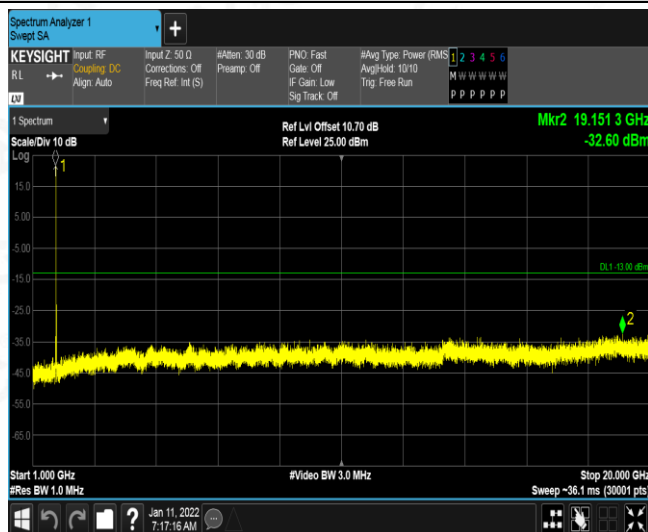 Spectrum Analyzer 1
Swept SA
KEYSIGHT
RL
LXI
Input: RF
Coupling: DC
Align: Auto
Input Z: 50 Ω
Corrections: Off
Freq Ref: Int (S)
#Atten: 30 dB
Preamp: Off
PNO: Fast
Gate: Off
IF Gain: Low
Sig Track: Off
#Avg Type: Power (RMS
Avg|Hold: 10/10
Trig: Free Run
1 2 3 4 5 6
M W W W W W
P P P P P P
1 Spectrum
Scale/Div 10 dB
Log
Ref Lvl Offset 10.70 dB
Ref Level 25.00 dBm
Mkr2 19.151 3 GHz
-32.60 dBm
1
15.0
5.00
-5.00
-15.0
DL1 -13.00 dBm
-25.0
2
-35.0
-45.0
-55.0
-65.0
Start 1.000 GHz
#Res BW 1.0 MHz
#Video BW 3.0 MHz
Stop 20.000 GHz
Sweep ~36.1 ms (30001 pts)
Jan 11, 2022
7:17:16 AM